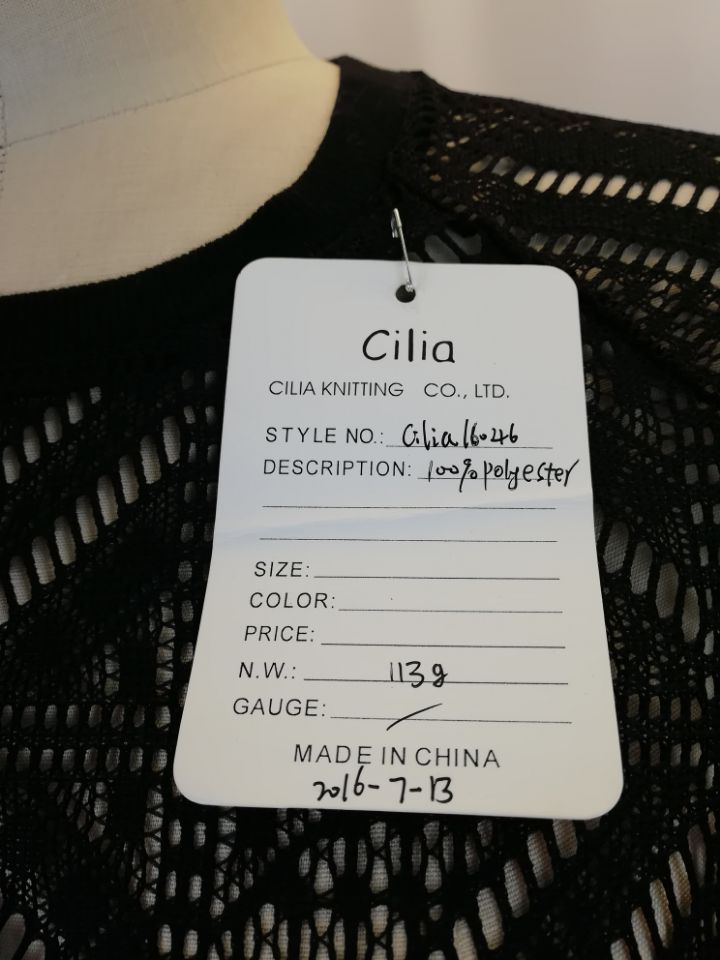 Cilia
CILIA KNITTING CO., LTD.
STYLE NO.: Cilia16046
DESCRIPTION: 100%polyester
SIZE:
COLOR:
PRICE:
N.W.: 113g
GAUGE: /
MADE IN CHINA
2016-7-13